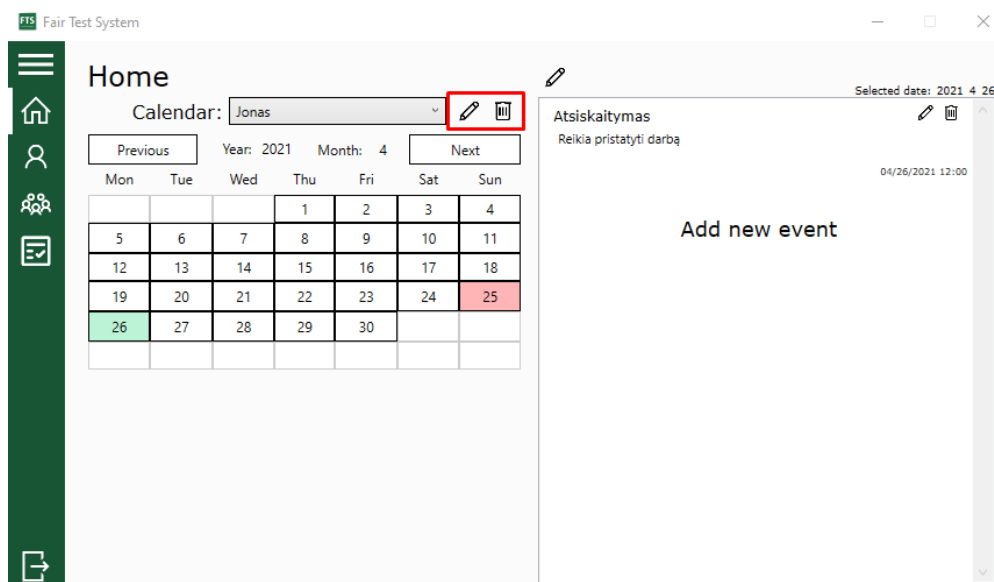 FTS Fair Test System
Home
Calendar: Jonas
Previous Year: 2021 Month: 4 Next
Mon Tue Wed Thu Fri Sat Sun
1 2 3 4
5 6 7 8 9 10 11
12 13 14 15 16 17 18
19 20 21 22 23 24 25
26 27 28 29 30
Selected date: 2021 4 26
Atsiskaitymas
Reikia pristatyti darbą
04/26/2021 12:00
Add new event